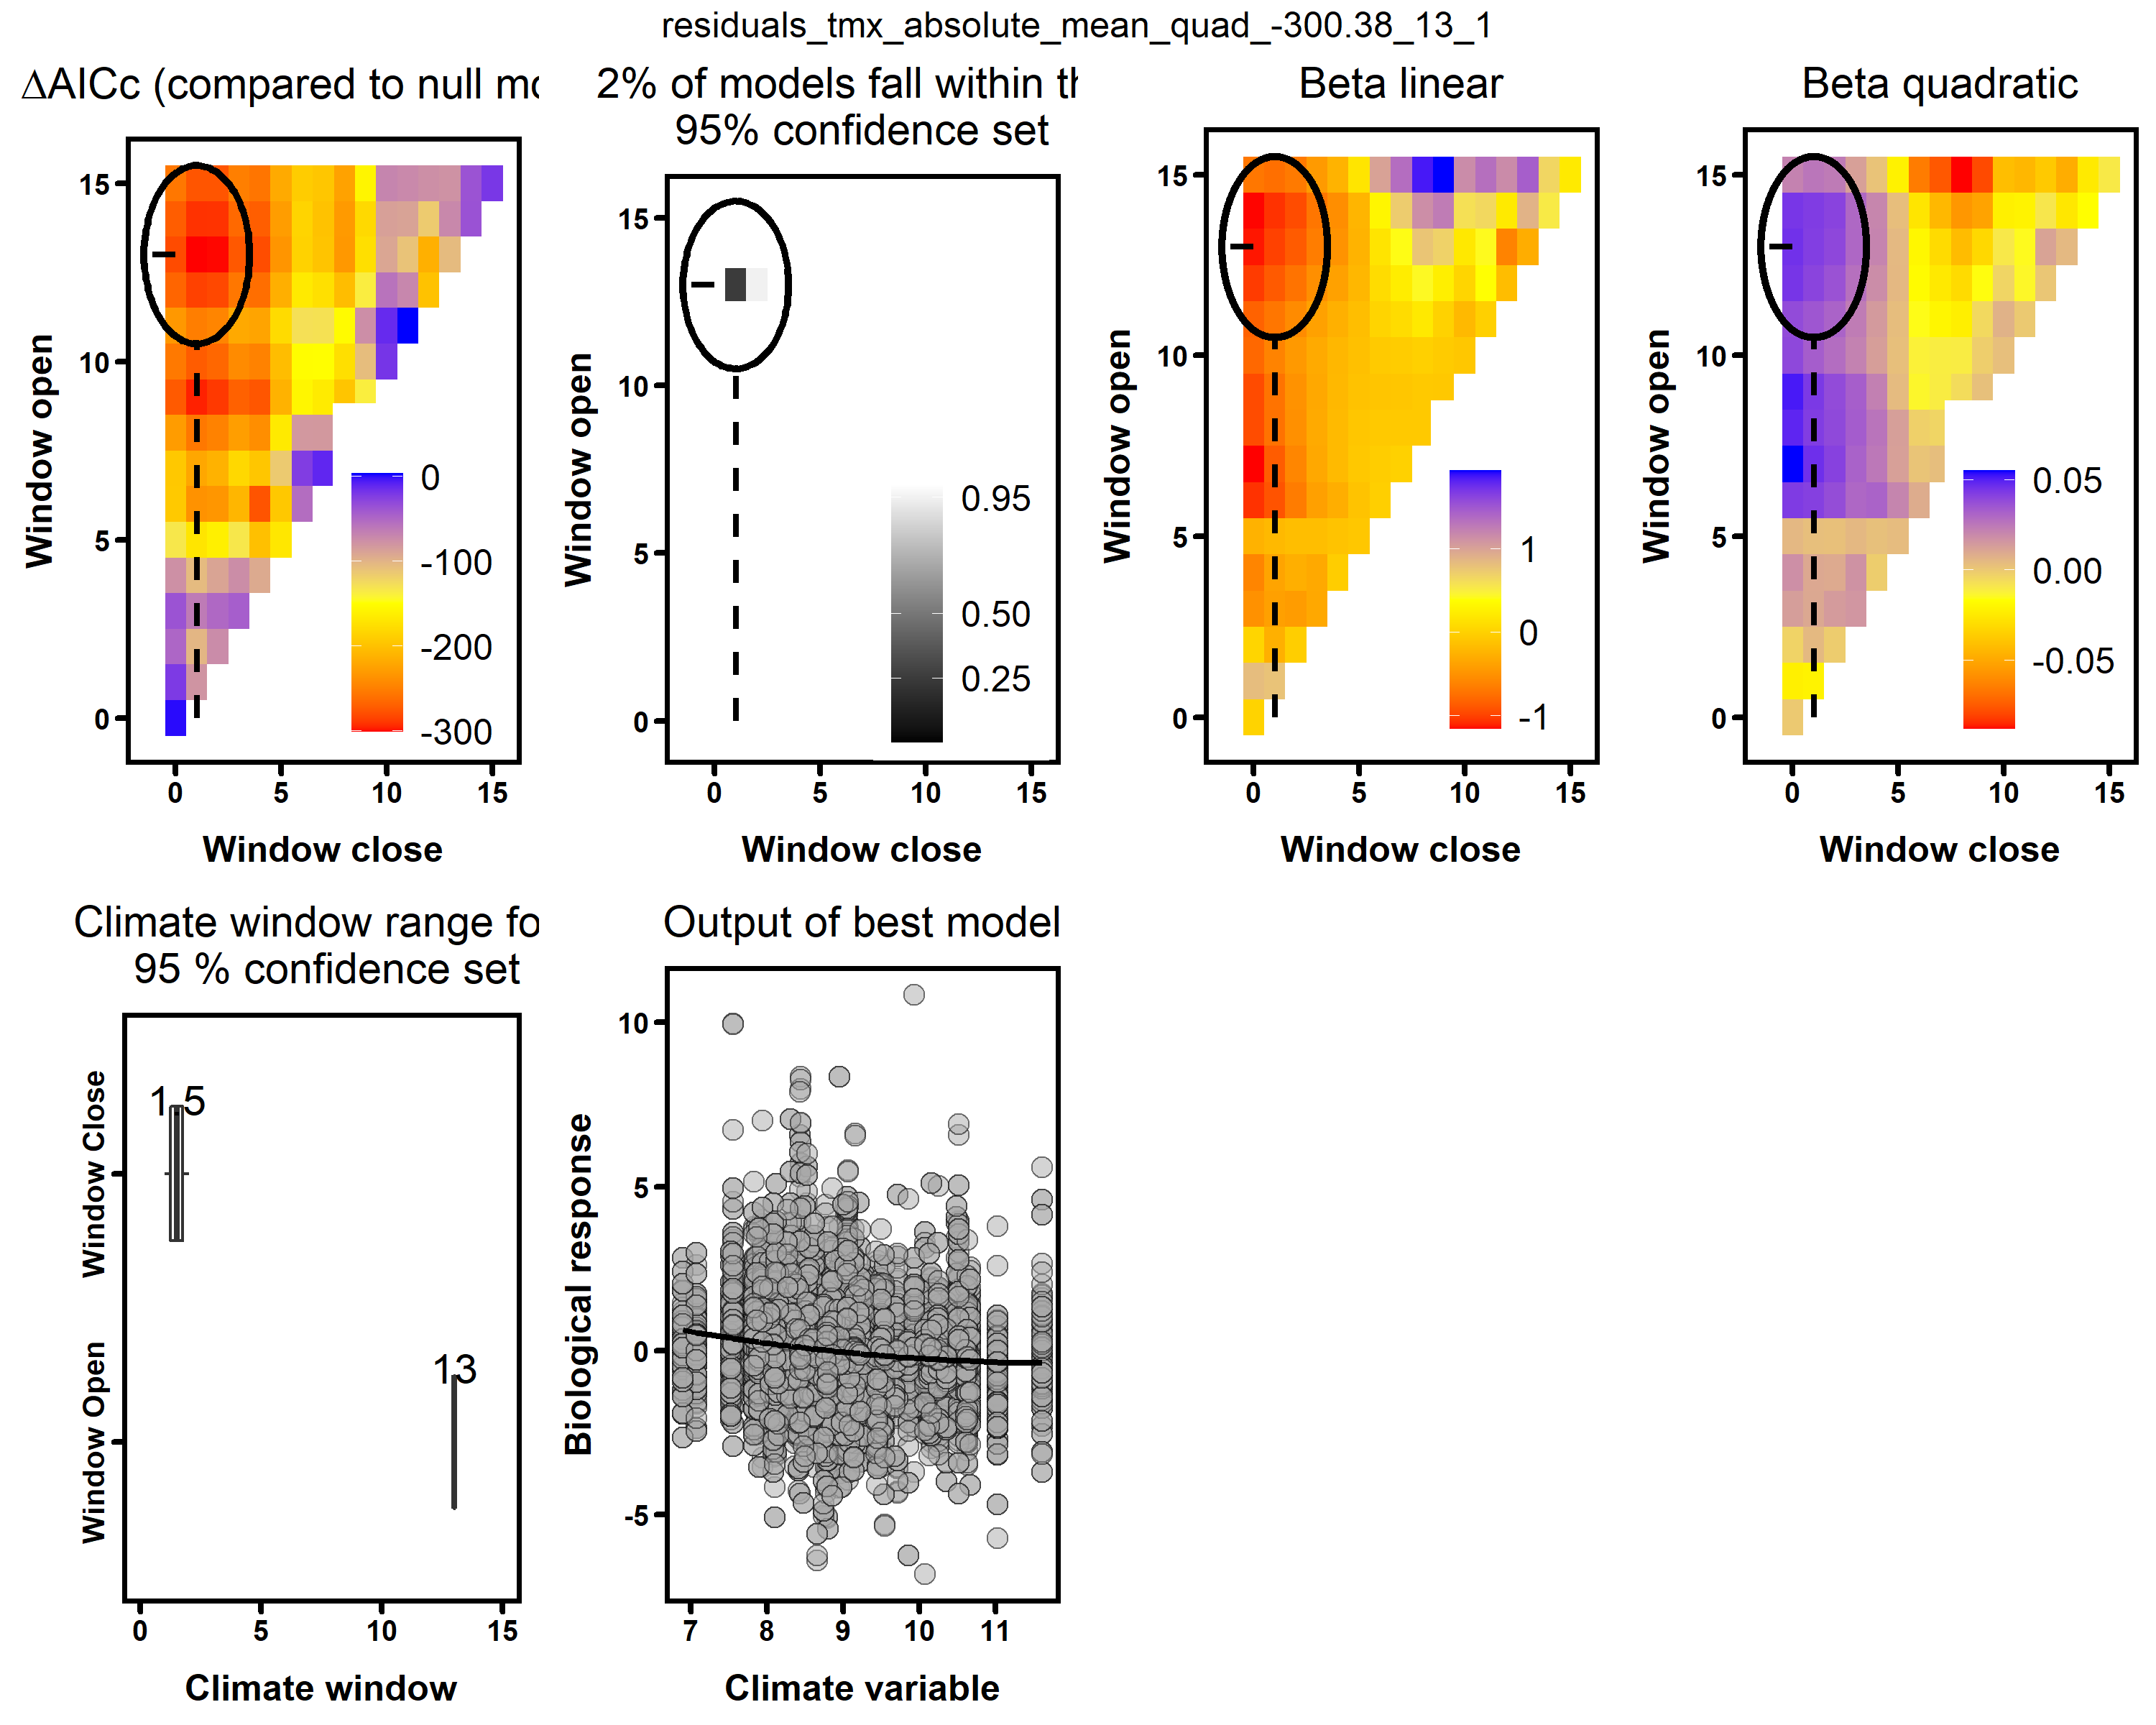 residuals_tmx_absolute_mean_quad_-300.38_13_1
ΔAICc (compared to null mo
Window open
15
10
5
0
0
-100
-200
-300
0 5 10 15
Window close
2% of models fall within th
95% confidence set
Window open
15
10
5
0
0.95
0.50
0.25
0 5 10 15
Window close
Beta linear
Window open
15
10
5
0
1
0
-1
0 5 10 15
Window close
Beta quadratic
Window open
15
10
5
0
0.05
0.00
-0.05
0 5 10 15
Window close
Climate window range fo
95 % confidence set
Window Close
Window Open
1.5
13
0 5 10 15
Climate window
Output of best model
Biological response
10
5
0
-5
7 8 9 10 11
Climate variable